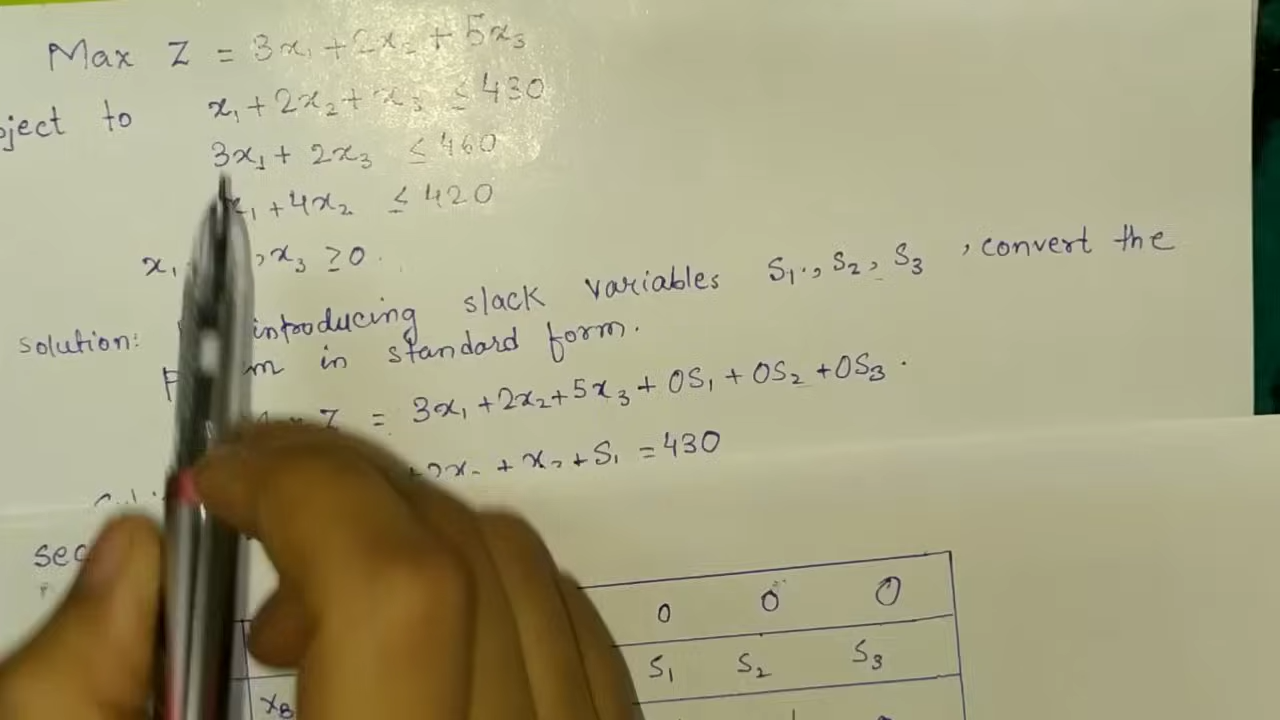 Max Z = 3x₁ + 2x₂ + 5x₃
ject to x₁ + 2x₂ + x₃ ≤ 430
3x₁ + 2x₃ ≤ 460
x₁ + 4x₂ ≤ 420
x₁ , x₃ ≥ 0.
Solution: introducing slack variables S₁., S₂, S₃ , convert the
m in standard form.
Z = 3x₁ + 2x₂ + 5x₃ + 0S₁ + 0S₂ + 0S₃.
+ S₁ = 430
0 0 0
S₁ S₂ S₃
xB